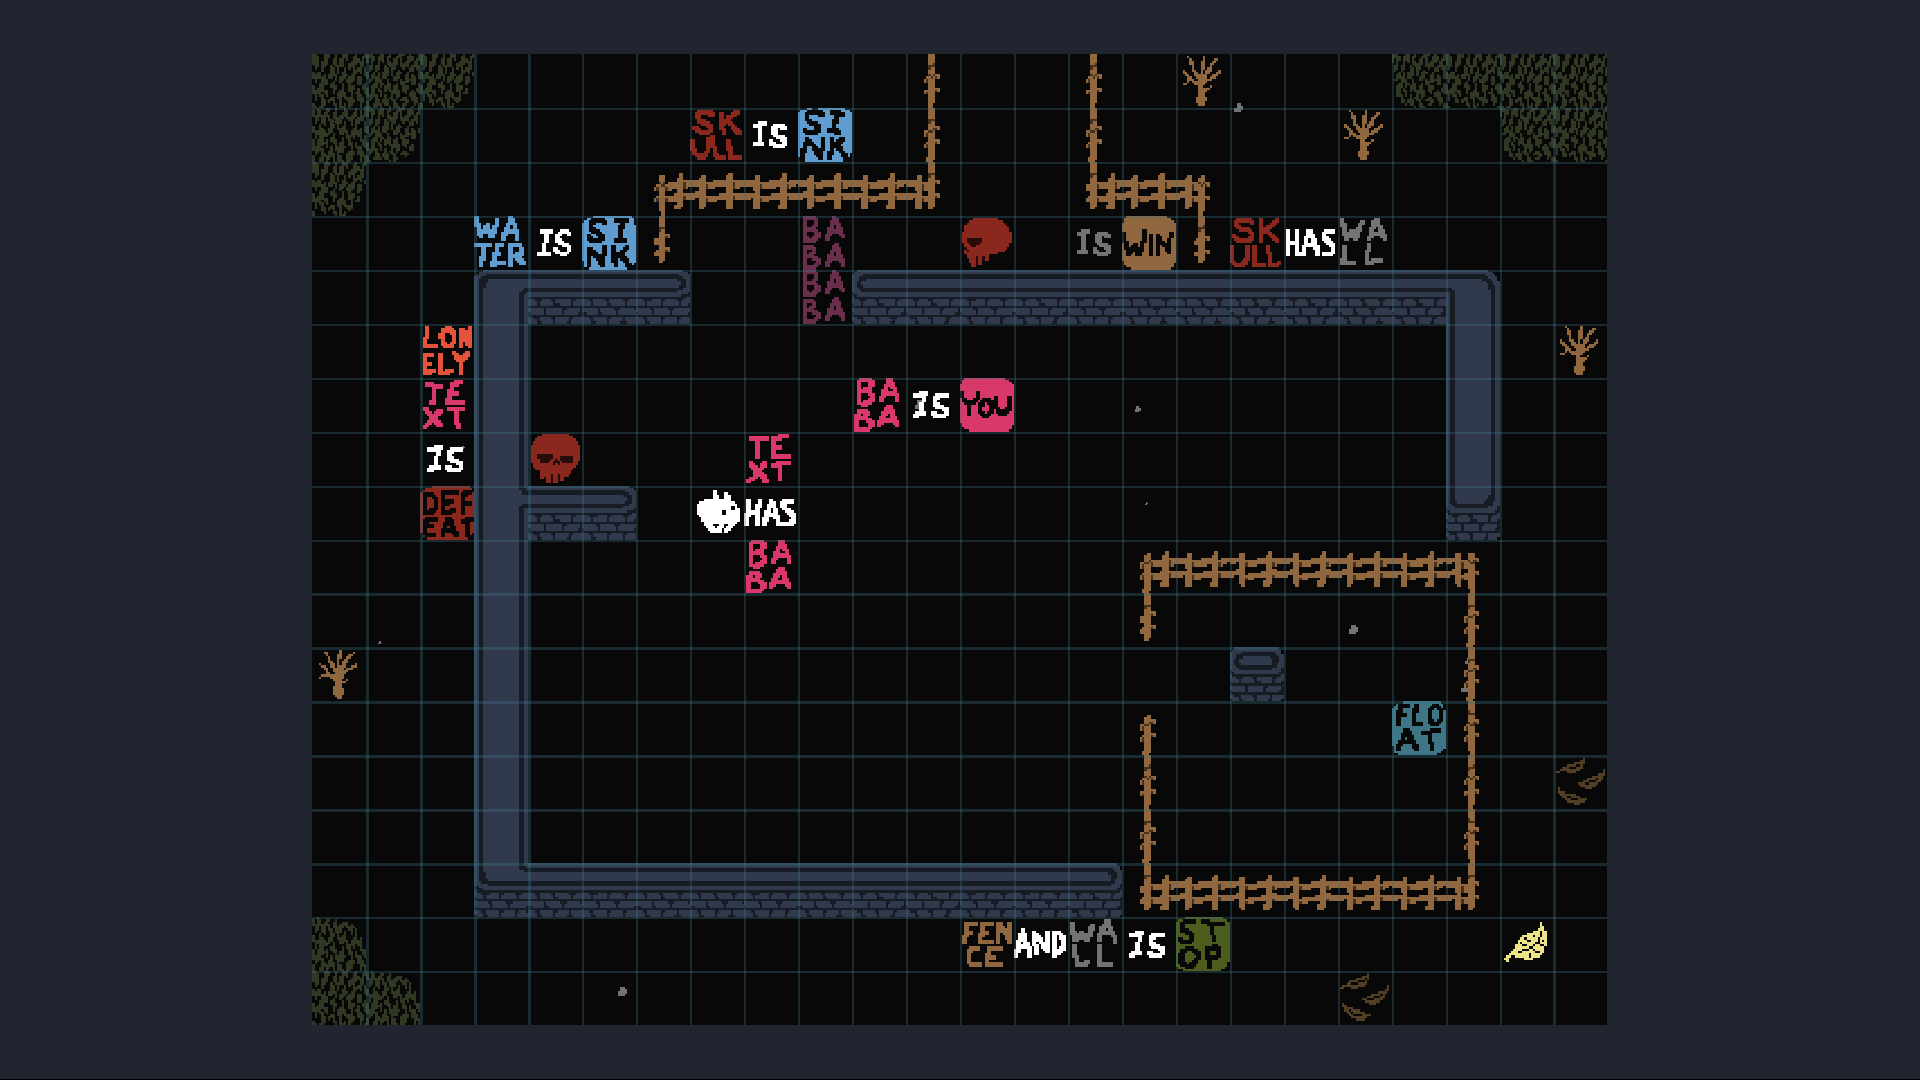 SKULL IS SINK
WATER IS SINK
BABA
BABA
IS WIN
SKULL HAS WALL
LONELY
TEXT
IS
DEFEAT
BABA IS YOU
TEXT
HAS
BABA
FLOAT
FENCE AND WALL IS STOP